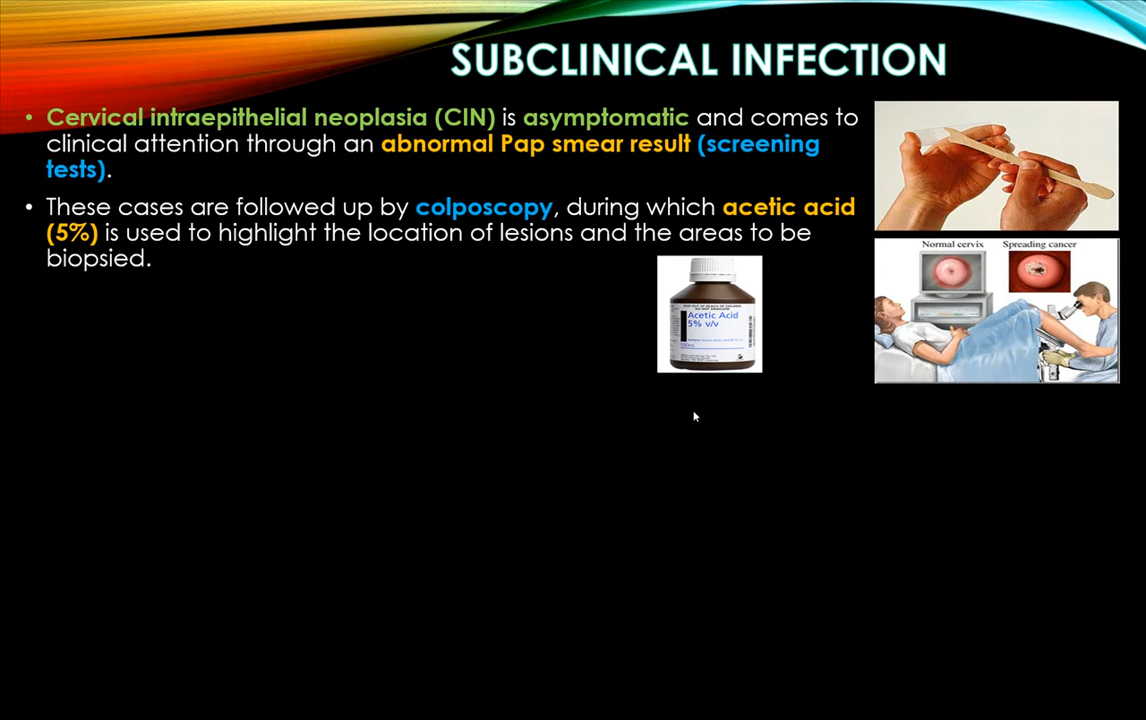 SUBCLINICAL INFECTION
• Cervical intraepithelial neoplasia (CIN) is asymptomatic and comes to
clinical attention through an abnormal Pap smear result (screening
tests).
• These cases are followed up by colposcopy, during which acetic acid
(5%) is used to highlight the location of lesions and the areas to be
biopsied.
Normal cervix Spreading cancer
Acetic Acid
5% v/v